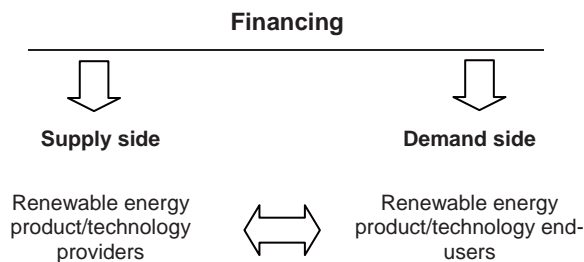 Financing
Supply side
Demand side
Renewable energy
product/technology
providers
Renewable energy
product/technology end-
users